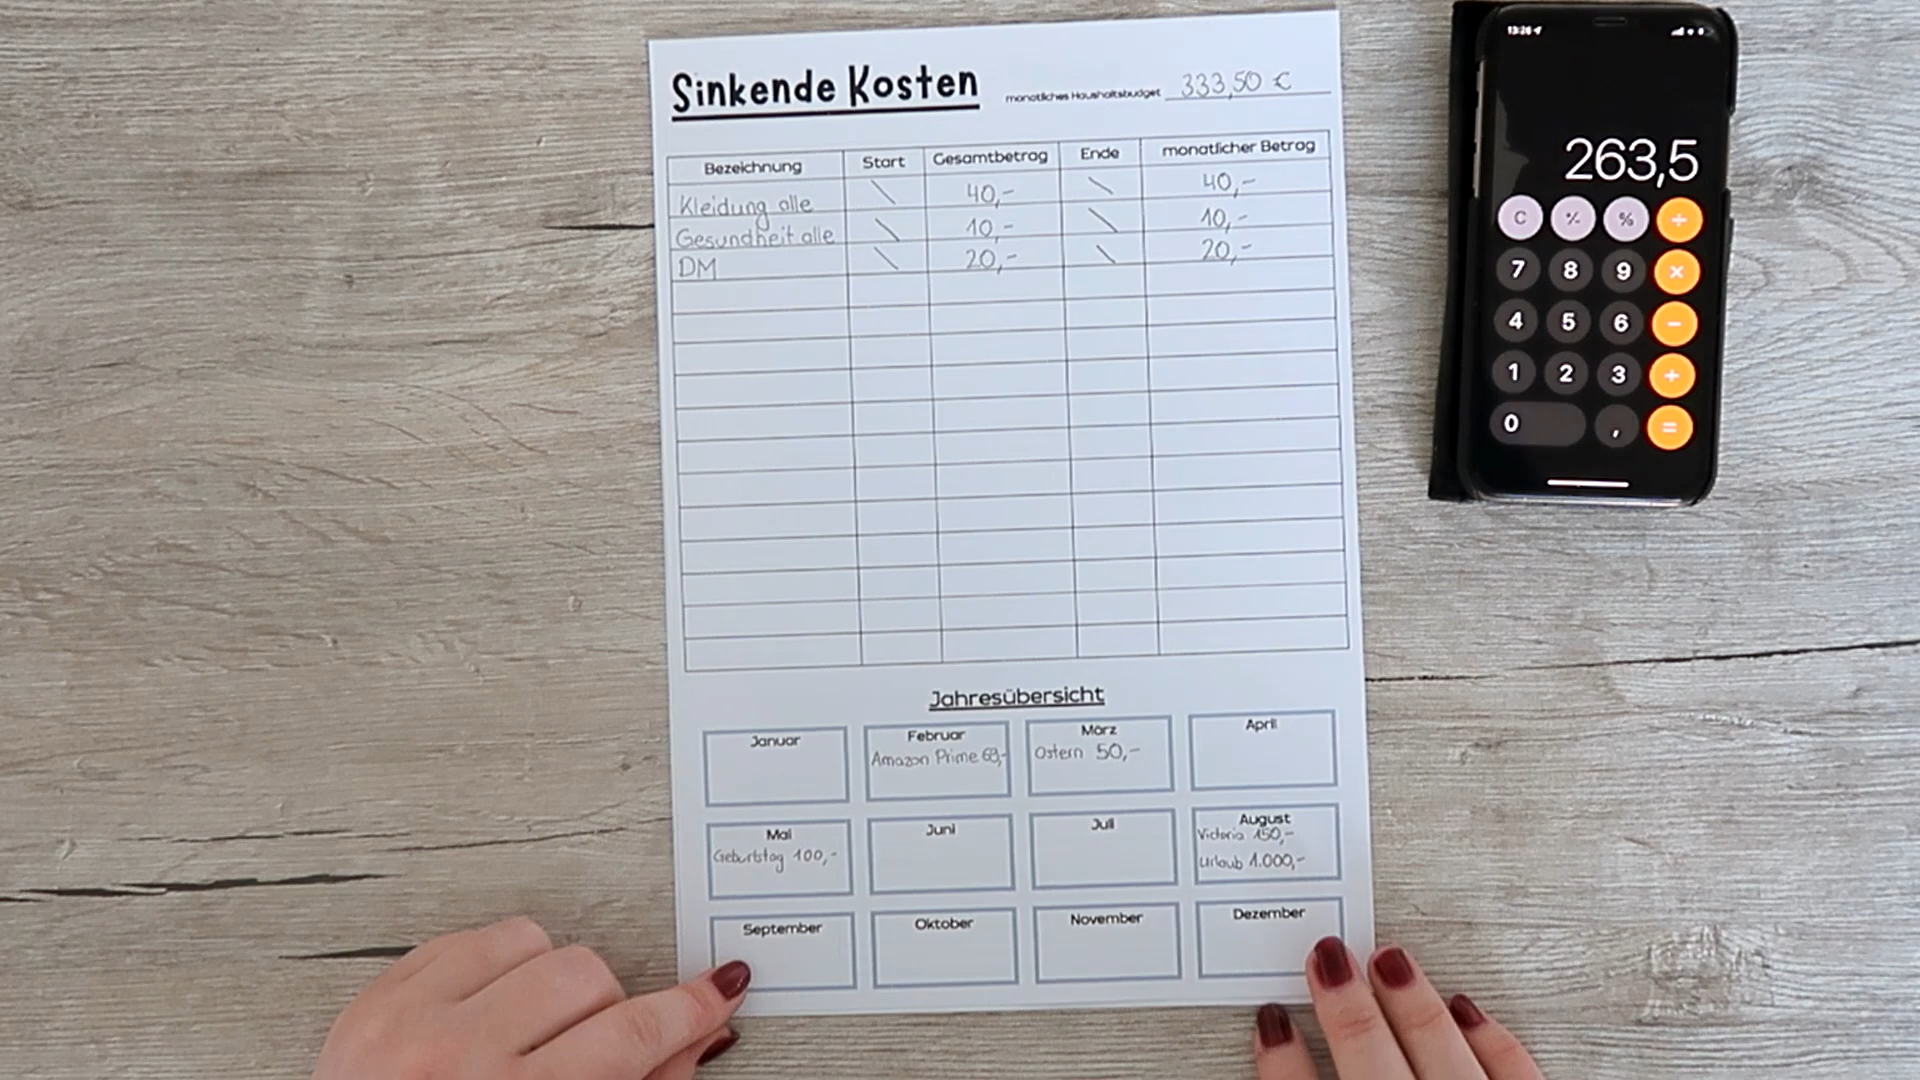 Sinkende Kosten
monatliches Haushaltsbudget 333,50 €
Bezeichnung Start Gesamtbetrag Ende monatlicher Betrag
Kleidung alle \ 40,- \ 40,-
Gesundheit alle \ 10,- \ 10,-
DM \ 20,- \ 20,-
Jahresübersicht
Januar
Februar
Amazon Prime 69,-
März
Ostern 50,-
April
Mai
Geburtstag 100,-
Juni
Juli
August
Victoria 150,-
Urlaub 1.000,-
September
Oktober
November
Dezember
13:26
263,5
C ⁺⁄₋ % ÷
7 8 9 ×
4 5 6 −
1 2 3 +
0 , =